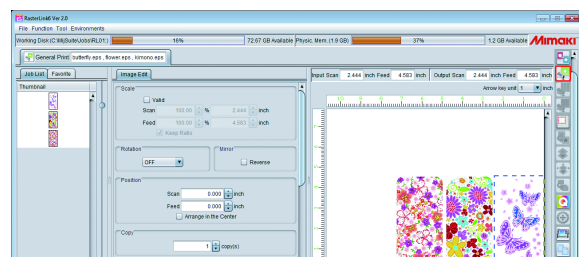 RasterLink6 Ver 2.0
File Function Tool Environments
Working Disk (C:\MijSuite\Jobs\RL01:) 16% 72.67 GB Available Physic. Mem. (1.9 GB) 37% 1.2 GB Available Mimaki
General Print butterfly.eps , flower.eps , kimono.eps
Job List Favorite Image Edit Input Scan 2.444 inch Feed 4.583 inch Output Scan 2.444 inch Feed 4.583 inch
Thumbnail Arrow key unit 1 inch
Scale
Valid
Scan 100.00 % 2.444 inch
Feed 100.00 % 4.583 inch
Keep Ratio
Rotation Mirror
OFF Reverse
Position
Scan 0.000 inch
Feed 0.000 inch
Arrange in the Center
Copy
1 copy(s)